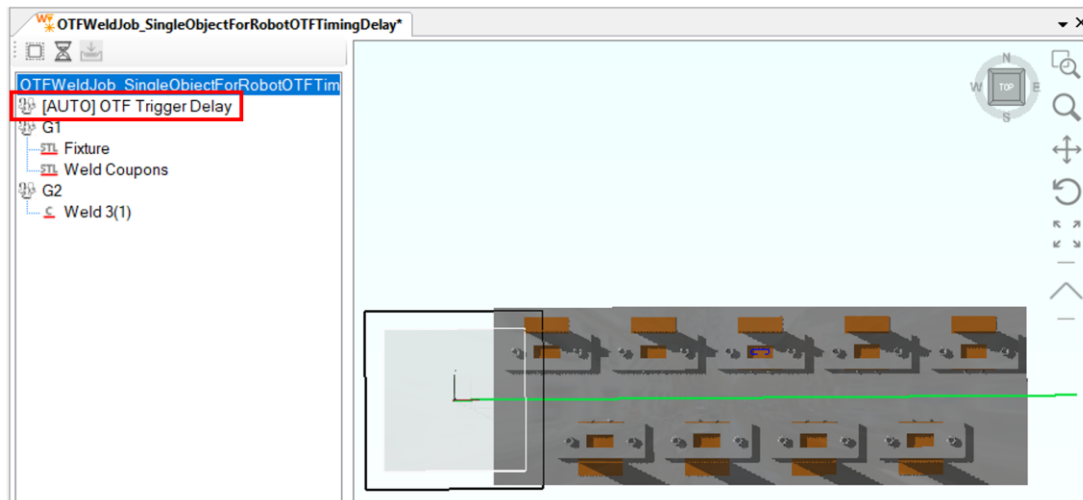 OTFWeldJob_SingleObjectForRobotOTFTimingDelay*
OTFWeldJob_SingleObjectForRobotOTFTim
[AUTO] OTF Trigger Delay
G1
STL Fixture
STL Weld Coupons
G2
C Weld 3(1)
N
W TOP E
S